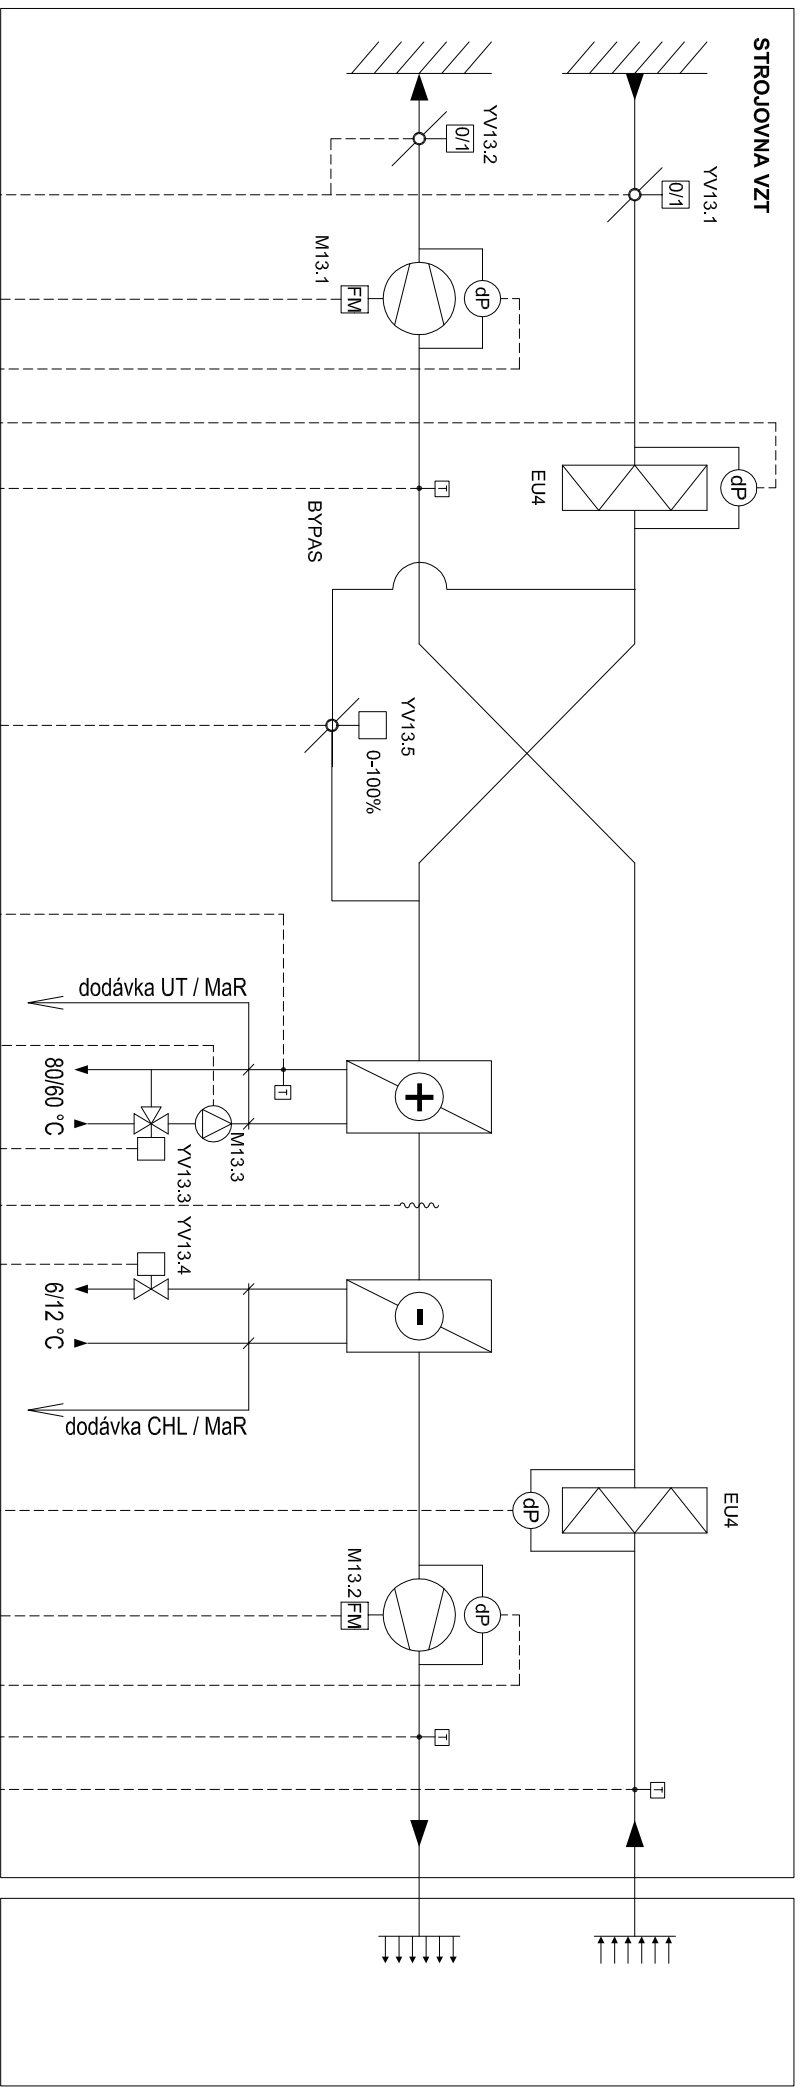 STROJOVNA VZT
YV13.1
0/1
YV13.2
0/1
M13.1
FM
dP
dP
EU4
T
BYPAS
YV13.5
0-100%
dodávka UT / MaR
80/60 °C
T
M13.3
YV13.3
+
YV13.4
6/12 °C
-
dodávka CHL / MaR
dP
EU4
M13.2
FM
dP
T
T